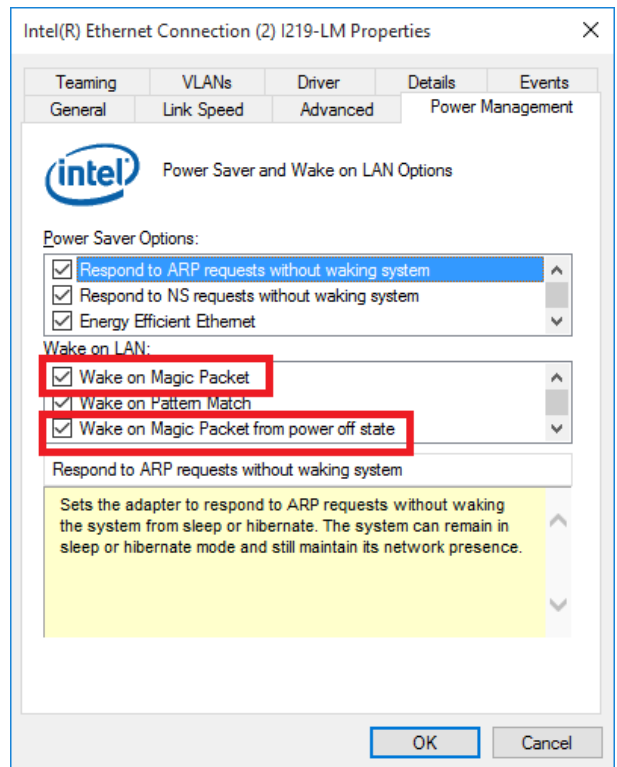 Intel(R) Ethernet Connection (2) I219-LM Properties
Teaming VLANs Driver Details Events
General Link Speed Advanced Power Management
intel Power Saver and Wake on LAN Options
Power Saver Options:
Respond to ARP requests without waking system
Respond to NS requests without waking system
Energy Efficient Ethernet
Wake on LAN:
Wake on Magic Packet
Wake on Pattern Match
Wake on Magic Packet from power off state
Respond to ARP requests without waking system
Sets the adapter to respond to ARP requests without waking
the system from sleep or hibernate. The system can remain in
sleep or hibernate mode and still maintain its network presence.
OK Cancel